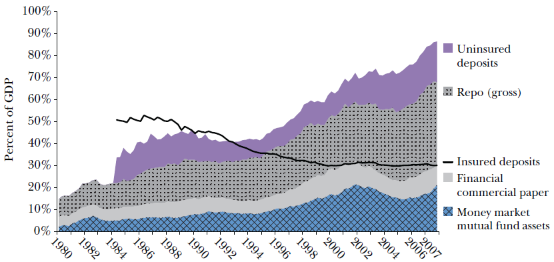 Percent of GDP
100%
90%
80%
70%
60%
50%
40%
30%
20%
10%
0%
1980
1982
1984
1986
1988
1990
1992
1994
1996
1998
2000
2002
2004
2006
2007
Uninsured
deposits
Repo (gross)
Insured deposits
Financial
commercial paper
Money market
mutual fund assets